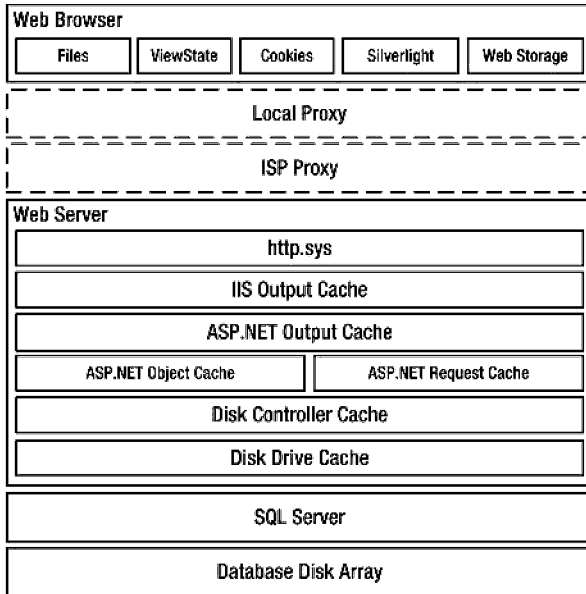 Web Browser
Files ViewState Cookies Silverlight Web Storage
Local Proxy
ISP Proxy
Web Server
http.sys
IIS Output Cache
ASP.NET Output Cache
ASP.NET Object Cache ASP.NET Request Cache
Disk Controller Cache
Disk Drive Cache
SQL Server
Database Disk Array